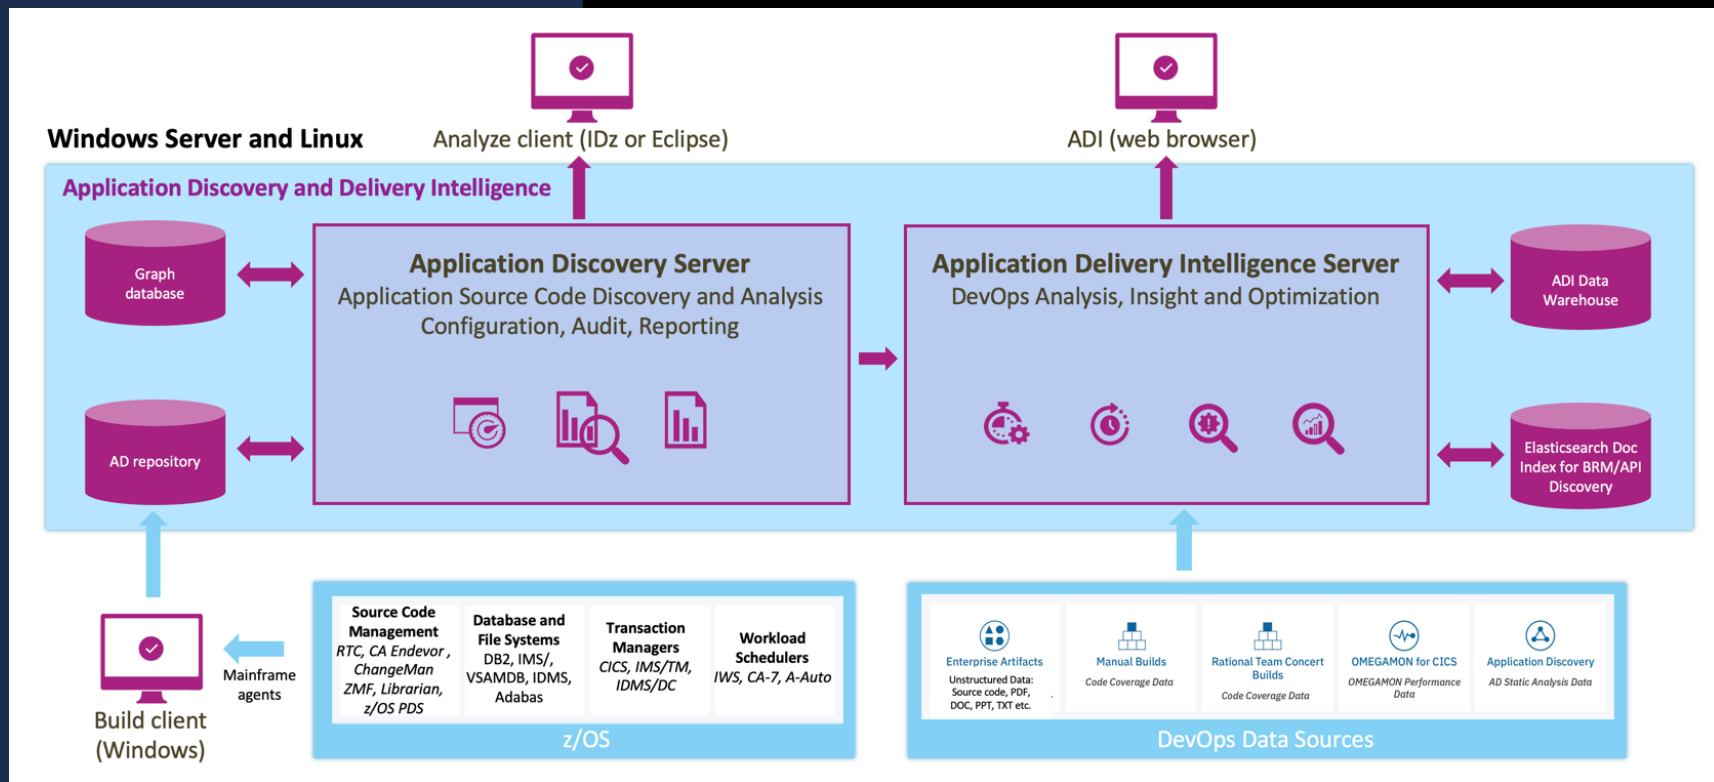 Analyze client (IDz or Eclipse)
ADI (web browser)
Windows Server and Linux
Application Discovery and Delivery Intelligence
Graph
database
AD repository
Application Discovery Server
Application Source Code Discovery and Analysis
Configuration, Audit, Reporting
Application Delivery Intelligence Server
DevOps Analysis, Insight and Optimization
ADI Data
Warehouse
Elasticsearch Doc
Index for BRM/API
Discovery
Build client
(Windows)
Mainframe
agents
Source Code
Management
RTC, CA Endevor ,
ChangeMan
ZMF, Librarian,
z/OS PDS
Database and
File Systems
DB2, IMS/,
VSAMDB, IDMS,
Adabas
Transaction
Managers
CICS, IMS/TM,
IDMS/DC
Workload
Schedulers
IWS, CA-7, A-Auto
z/OS
Enterprise Artifacts
Unstructured Data:
Source code, PDF,
DOC, PPT, TXT etc.
Manual Builds
Code Coverage Data
Rational Team Concert
Builds
Code Coverage Data
OMEGAMON for CICS
OMEGAMON Performance
Data
Application Discovery
AD Static Analysis Data
DevOps Data Sources